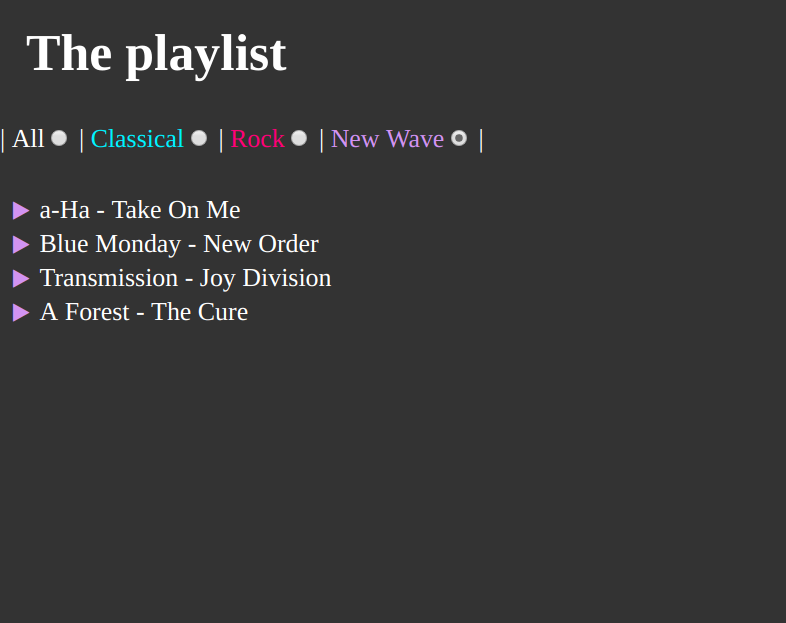 The playlist
| All | Classical | Rock | New Wave |
a-Ha - Take On Me
Blue Monday - New Order
Transmission - Joy Division
A Forest - The Cure